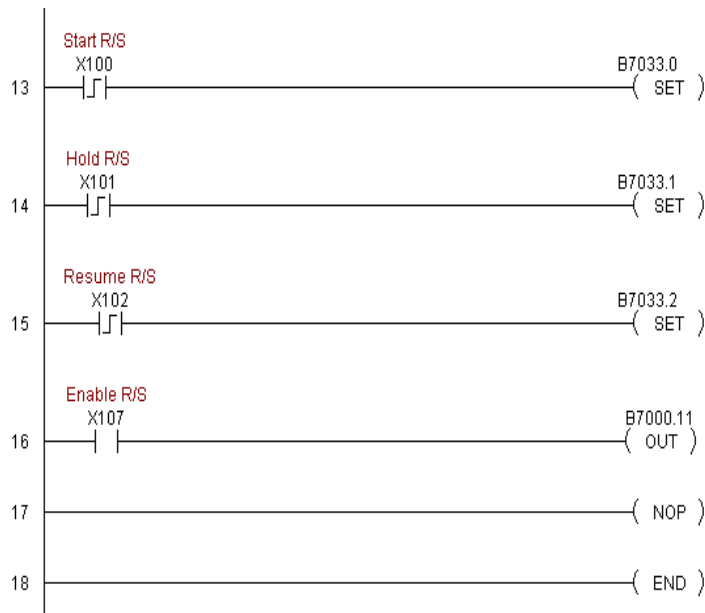 Start R/S
X100
B7033.0
13
( SET )
Hold R/S
X101
B7033.1
14
( SET )
Resume R/S
X102
B7033.2
15
( SET )
Enable R/S
X107
B7000.11
16
( OUT )
17
( NOP )
18
( END )